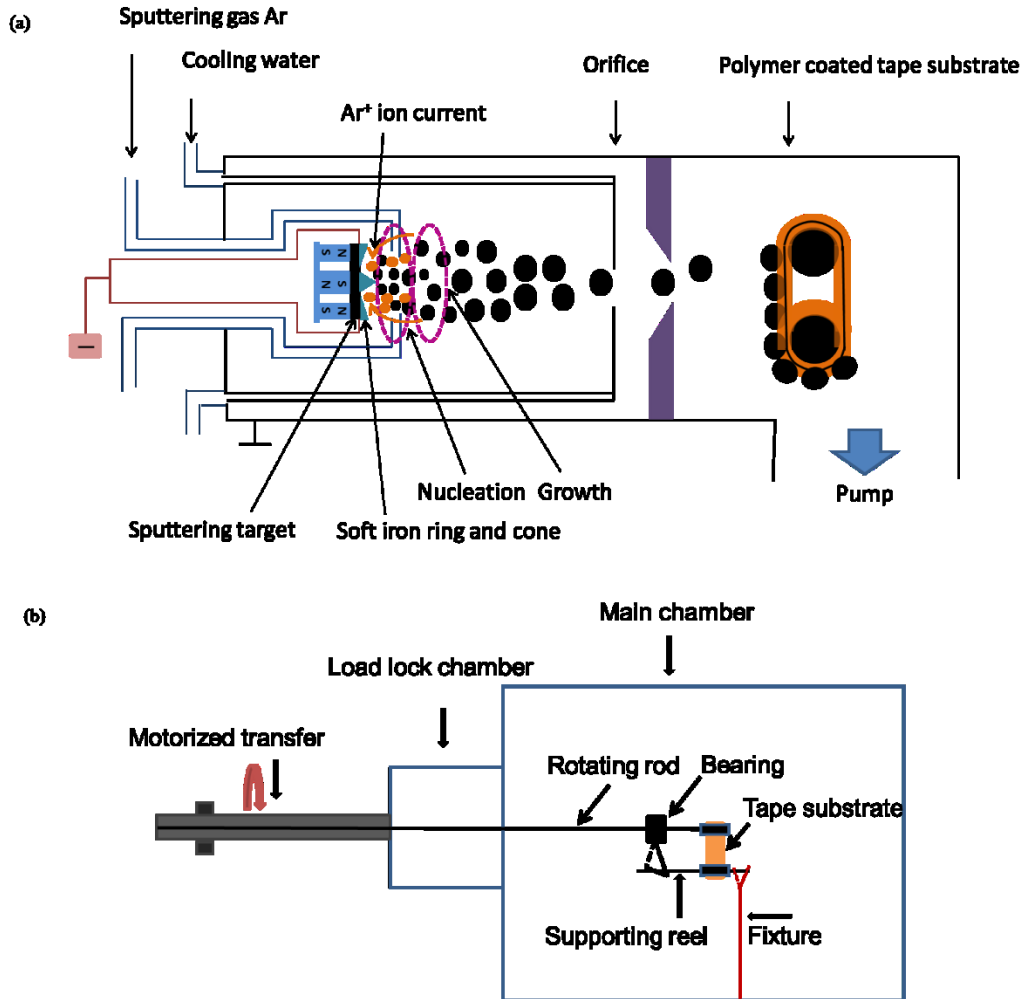 (a)
Sputtering gas Ar
Cooling water
Orifice
Polymer coated tape substrate
Ar⁺ ion current
N S
S N
N S
I
Nucleation Growth
Pump
Sputtering target
Soft iron ring and cone
(b)
Main chamber
Load lock chamber
Motorized transfer
Rotating rod
Bearing
Tape substrate
Supporting reel
Fixture